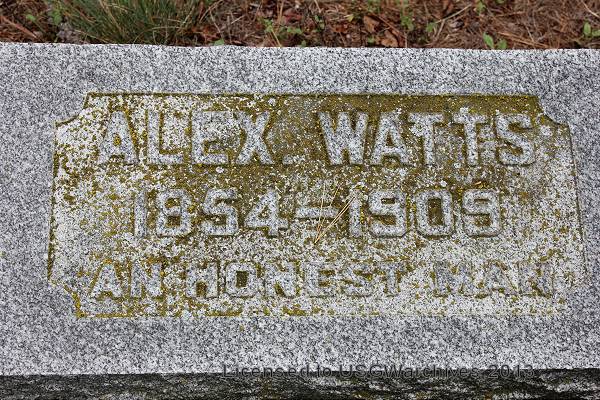 ALEX. WATTS
1854-1909
AN HONEST MAN
Licensed to USGWarchives 2013